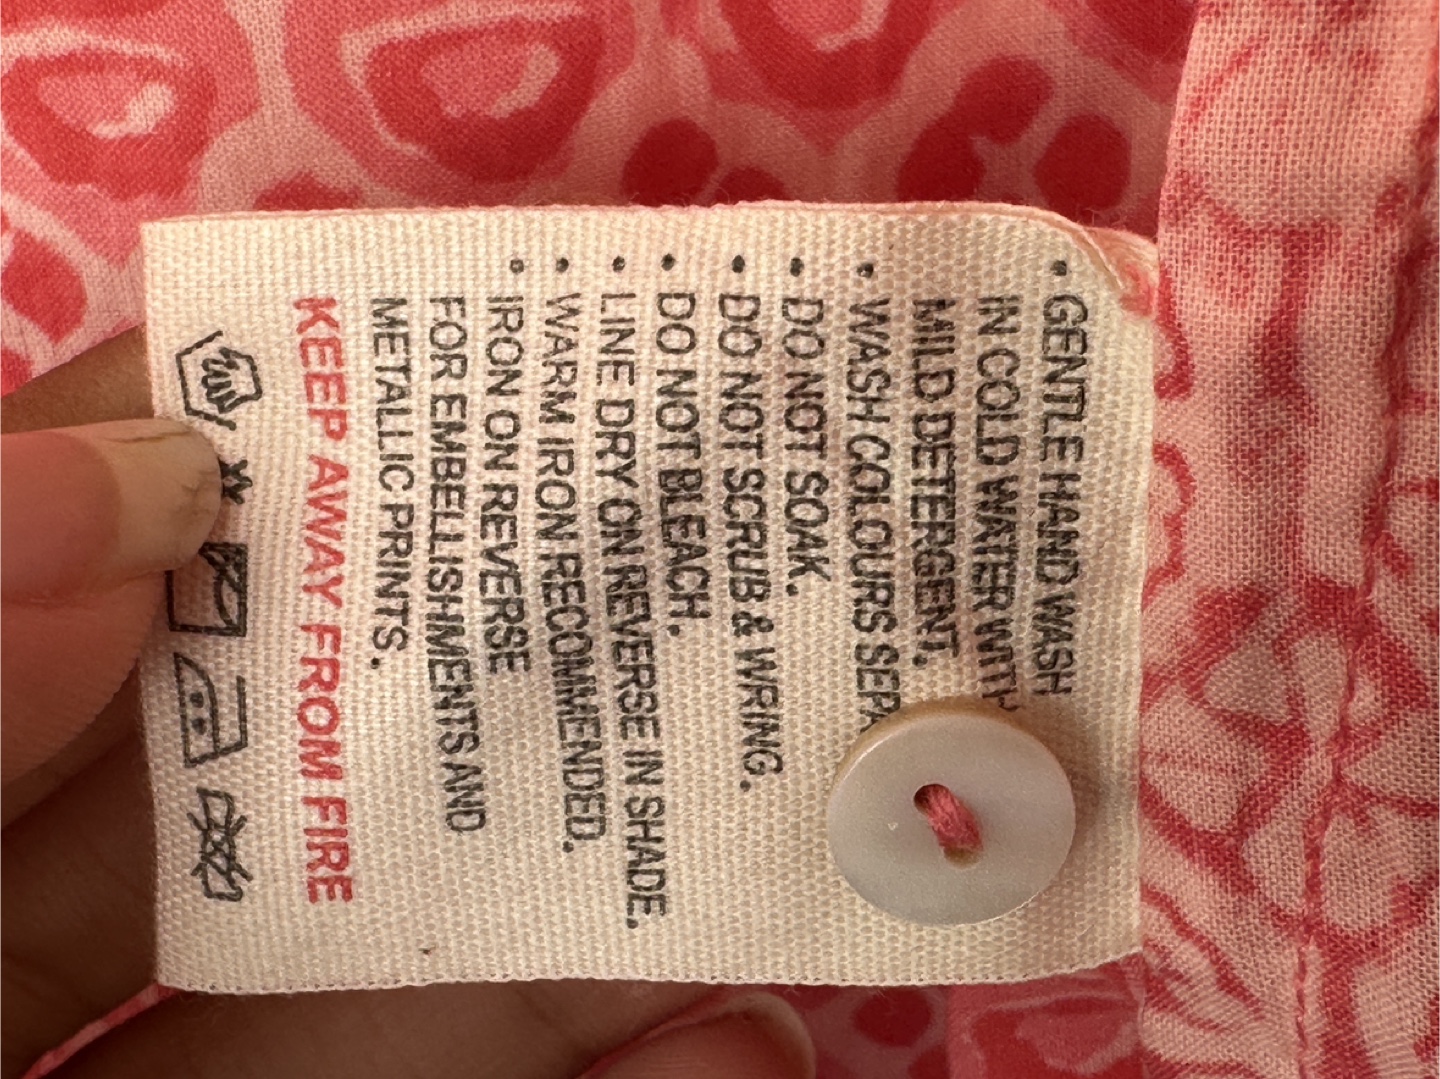 • GENTLE HAND WASH
IN COLD WATER WITH
MILD DETERGENT.
• WASH COLOURS SEPA
• DO NOT SOAK.
• DO NOT SCRUB & WRING.
• DO NOT BLEACH.
• LINE DRY ON REVERSE IN SHADE.
• WARM IRON RECOMMENDED.
• IRON ON REVERSE
FOR EMBELLISHMENTS AND
METALLIC PRINTS.
KEEP AWAY FROM FIRE